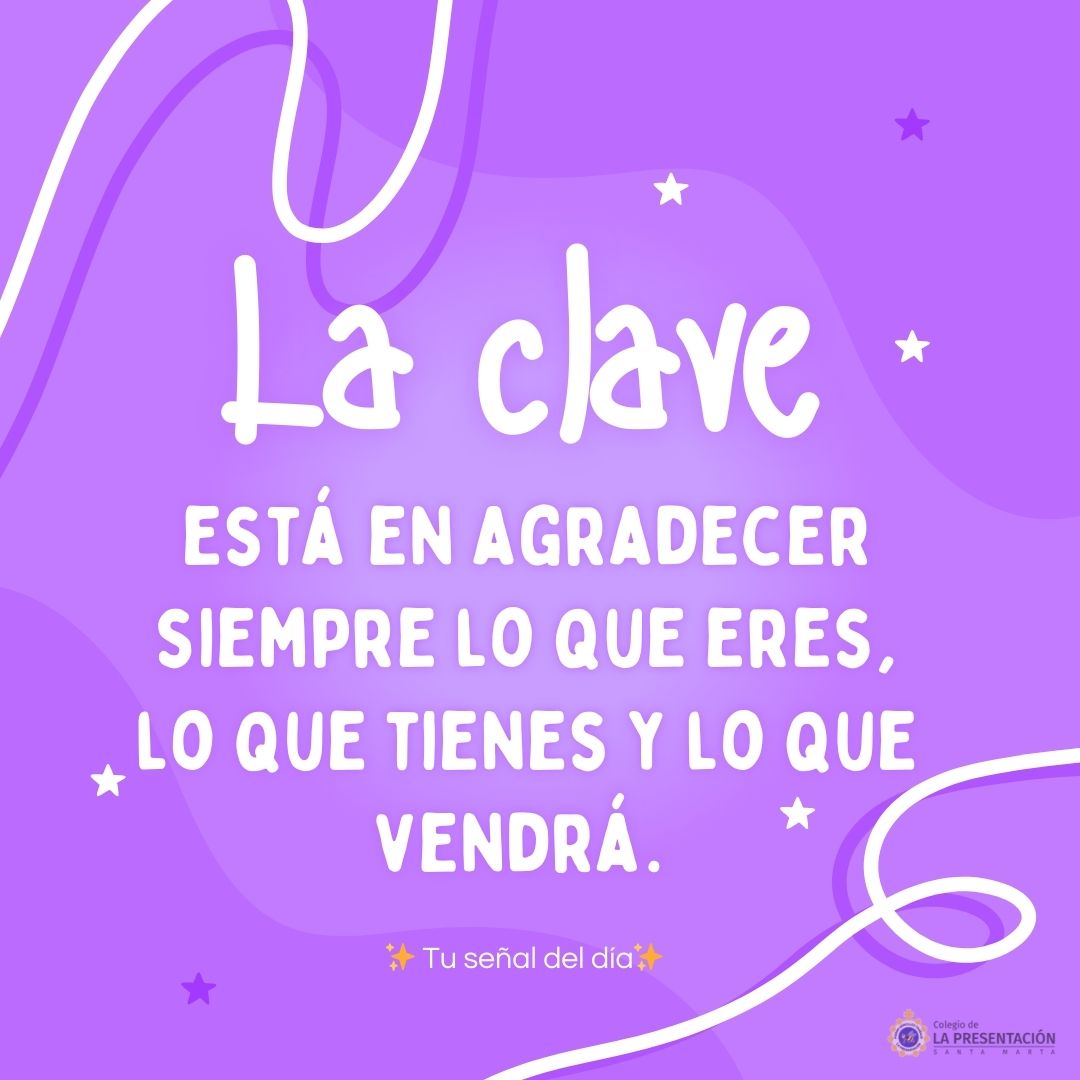 La clave
ESTÁ EN AGRADECER
SIEMPRE LO QUE ERES,
LO QUE TIENES Y LO QUE
VENDRÁ.
✨ Tu señal del día✨
Colegio de
LA PRESENTACIÓN
SANTA MARTA